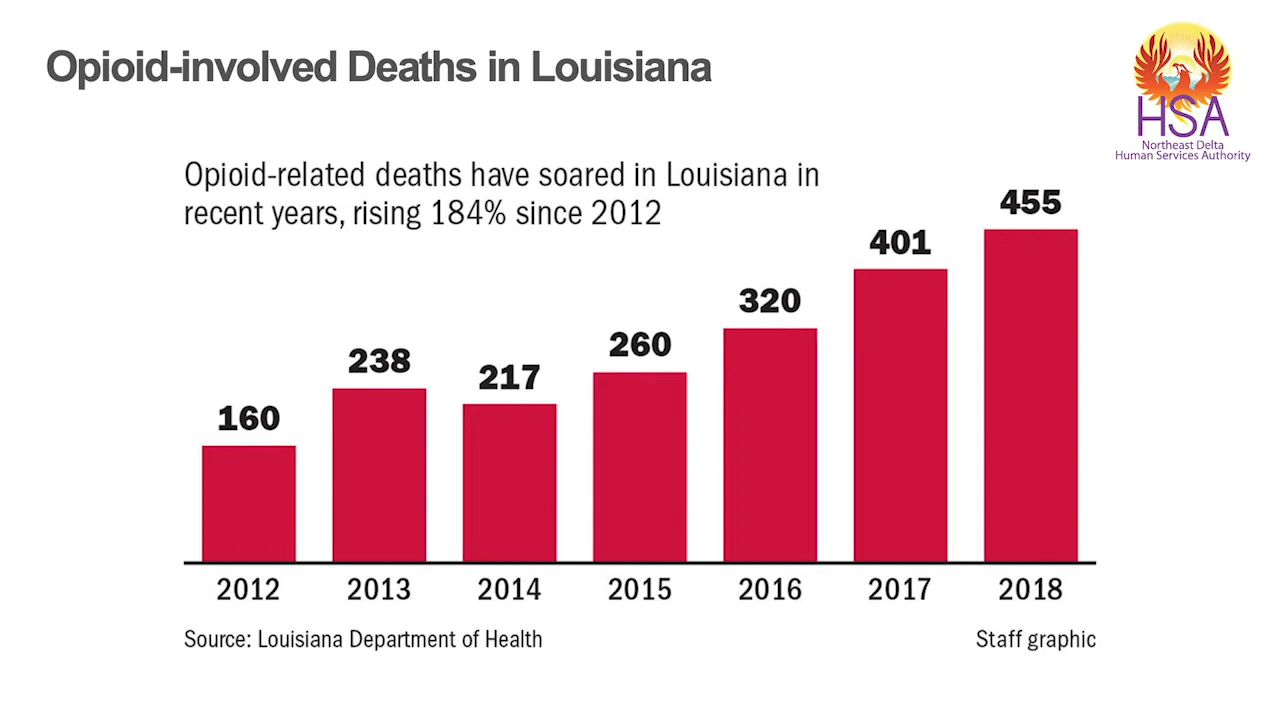 Opioid-involved Deaths in Louisiana
HSA
Northeast Delta
Human Services Authority
Opioid-related deaths have soared in Louisiana in
recent years, rising 184% since 2012
160
238
217
260
320
401
455
2012
2013
2014
2015
2016
2017
2018
Source: Louisiana Department of Health
Staff graphic